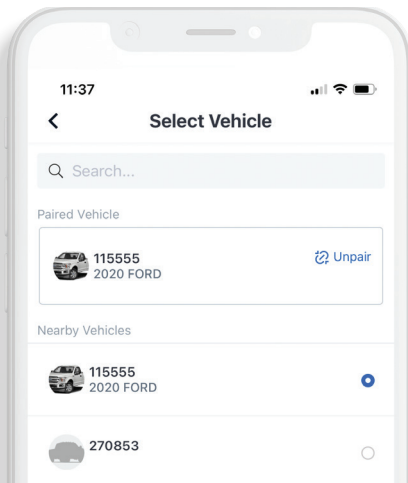 11:37
Select Vehicle
Search...
Paired Vehicle
115555
2020 FORD
Unpair
Nearby Vehicles
115555
2020 FORD
270853